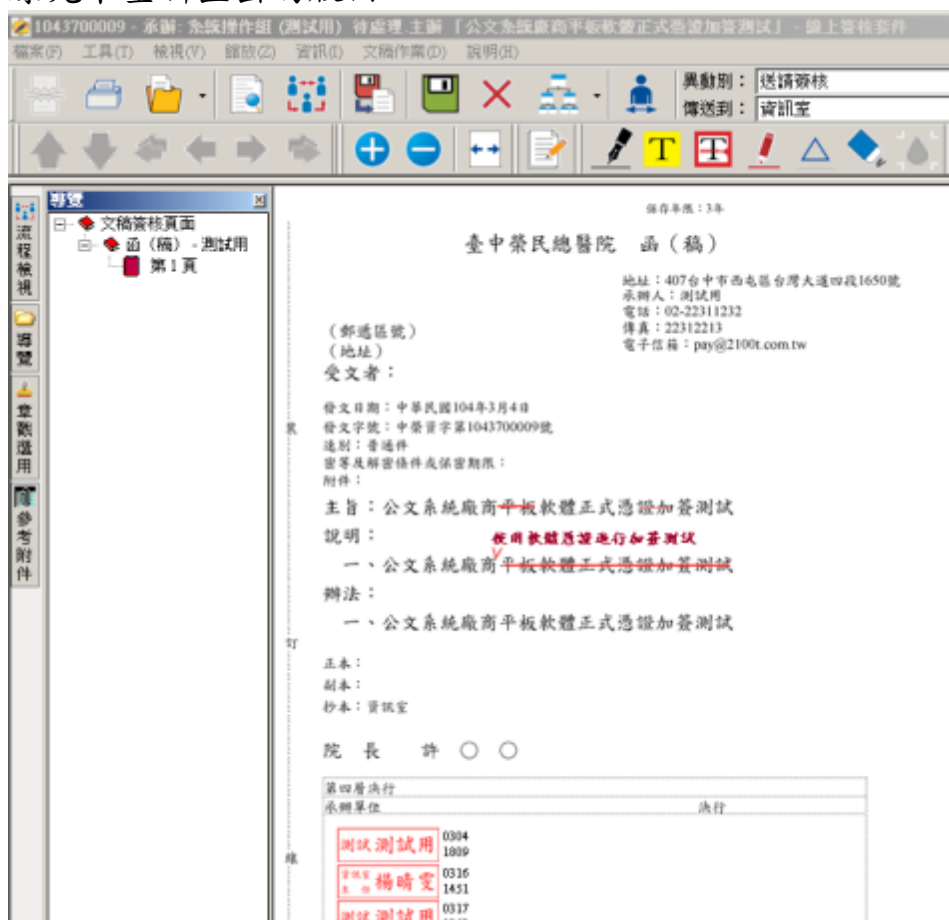 1043700009 - 承辦: 系統操作組 (測試用) 待處理.主辦 「公文系統廠商平板軟體正式憑證加簽測試」 - 線上簽核套件
檔案(F) 工具(T) 檢視(V) 縮放(Z) 資訊(I) 文稿作業(D) 說明(H)
異動別： 送請簽核
傳送到： 資訊室
流程檢視
導覽
章戳選用
參考附件
導覽
文稿簽核頁面
函（稿）-測試用
第 1 頁
保存年限：3年
臺中榮民總醫院 函（稿）
地址：407台中市西屯區台灣大道四段1650號
承辦人：測試用
電話：02-22311232
傳真：22312213
電子信箱：pay@2100t.com.tw
（郵遞區號）
（地址）
受文者：
發文日期：中華民國104年3月4日
發文字號：中榮資字第1043700009號
速別：普通件
密等及解密條件或保密期限：
附件：
裝
主旨：公文系統廠商平板軟體正式憑證加簽測試
說明：
使用軟體憑證進行加簽測試
一、公文系統廠商平板軟體正式憑證加簽測試
辦法：
一、公文系統廠商平板軟體正式憑證加簽測試
訂
正本：
副本：
抄本：資訊室
院 長 許 ○ ○
第四層決行
承辦單位 決行
測試 測試用 0304
1809
線
資訊室
主 任 楊晴雯 0316
1451
測試 測試用 0317